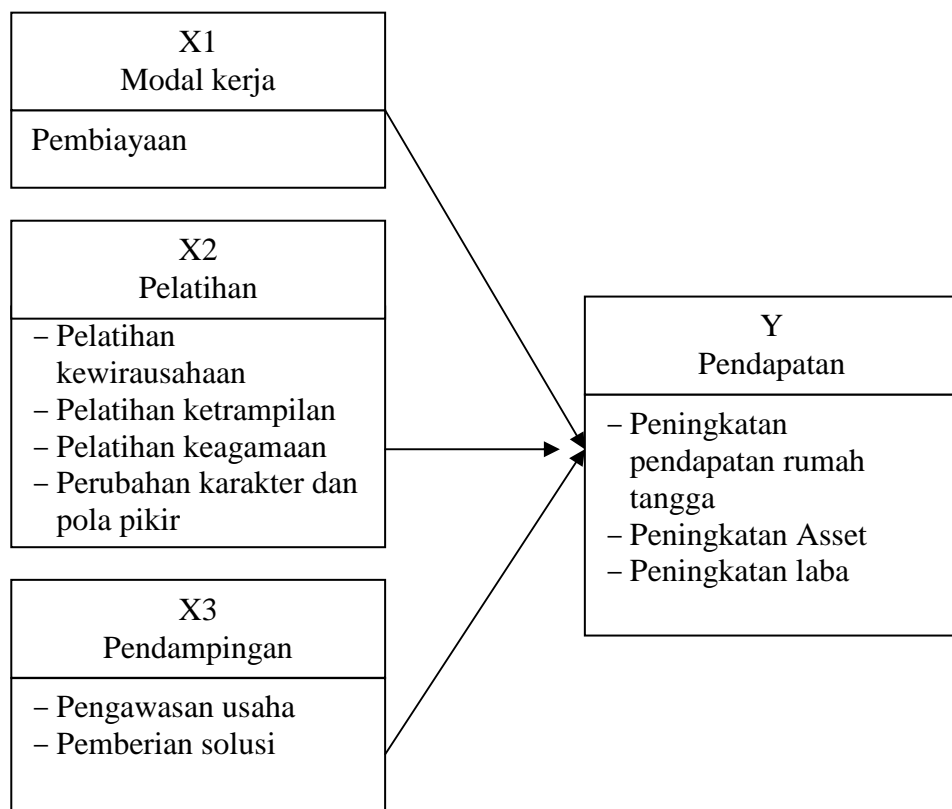 X1
Modal kerja
Pembiayaan
X2
Pelatihan
– Pelatihan
kewirausahaan
– Pelatihan ketrampilan
– Pelatihan keagamaan
– Perubahan karakter dan
pola pikir
X3
Pendampingan
– Pengawasan usaha
– Pemberian solusi
Y
Pendapatan
– Peningkatan
pendapatan rumah
tangga
– Peningkatan Asset
– Peningkatan laba